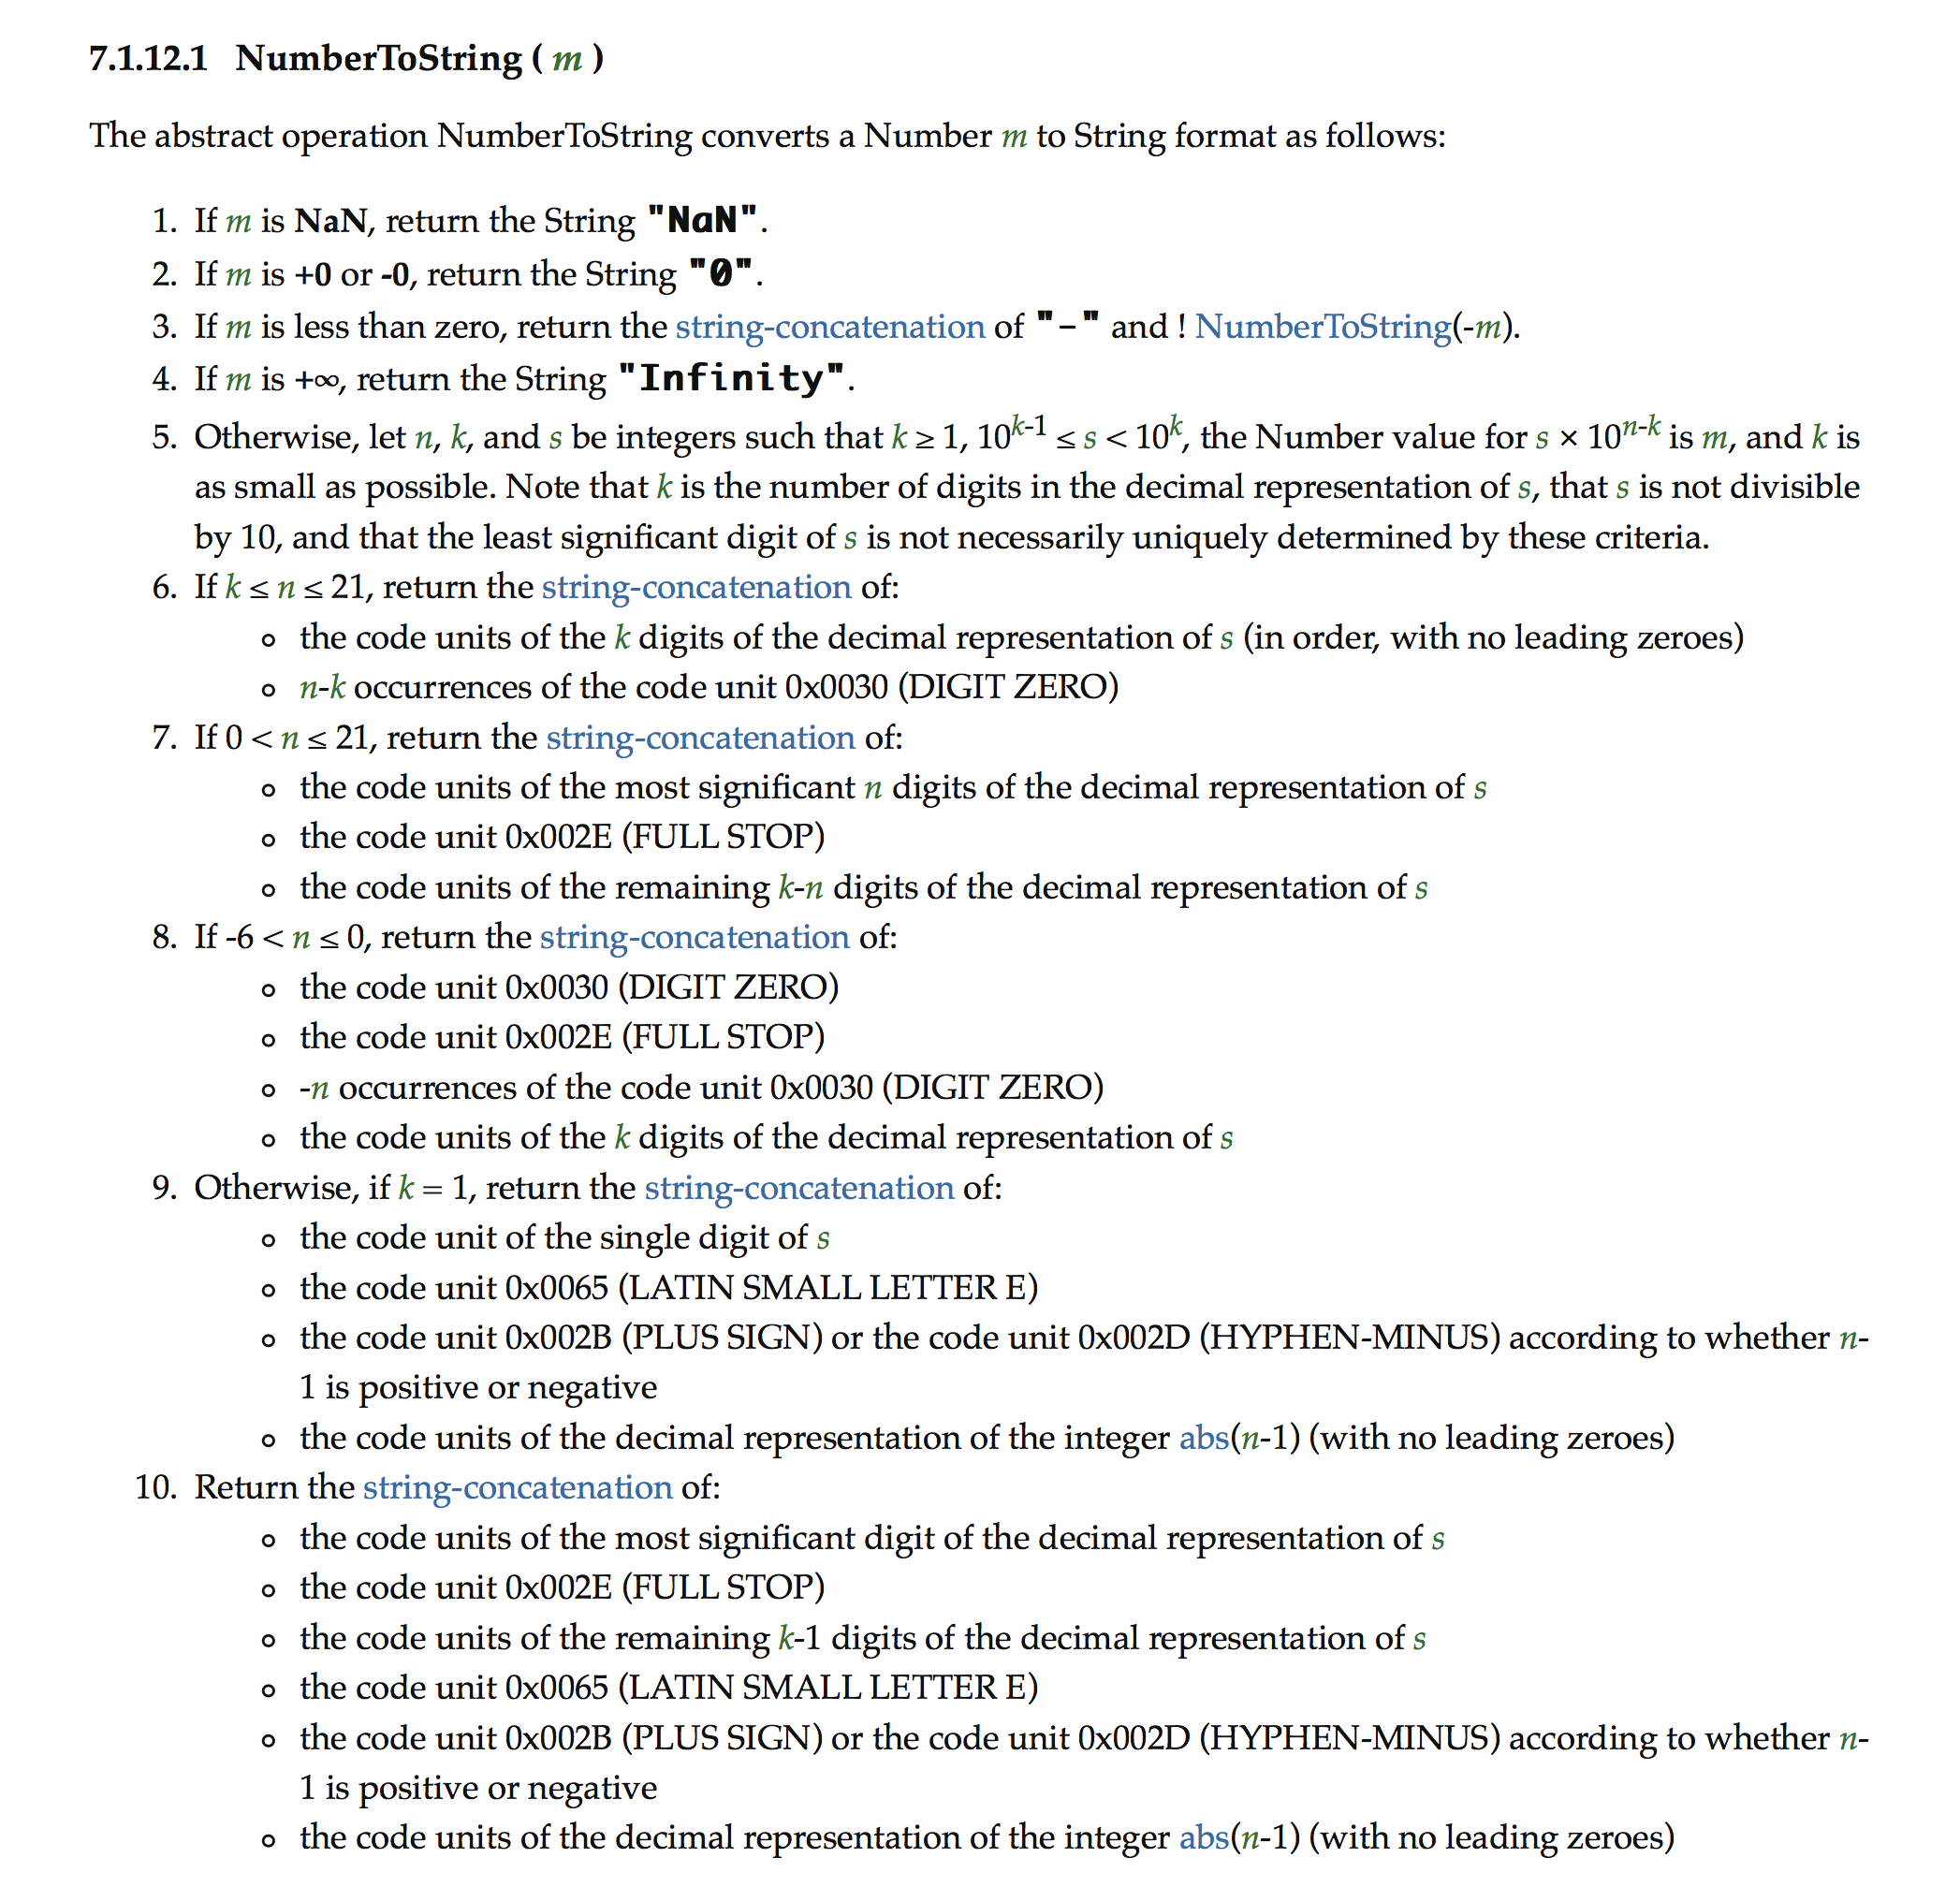 7.1.12.1 NumberToString ( m )
The abstract operation NumberToString converts a Number m to String format as follows:
1. If m is NaN, return the String "NaN".
2. If m is +0 or -0, return the String "0".
3. If m is less than zero, return the string-concatenation of "-" and ! NumberToString(-m).
4. If m is +∞, return the String "Infinity".
5. Otherwise, let n, k, and s be integers such that k ≥ 1, 10^k-1 ≤ s < 10^k, the Number value for s × 10^n-k is m, and k is
as small as possible. Note that k is the number of digits in the decimal representation of s, that s is not divisible
by 10, and that the least significant digit of s is not necessarily uniquely determined by these criteria.
6. If k ≤ n ≤ 21, return the string-concatenation of:
∘ the code units of the k digits of the decimal representation of s (in order, with no leading zeroes)
∘ n-k occurrences of the code unit 0x0030 (DIGIT ZERO)
7. If 0 < n ≤ 21, return the string-concatenation of:
∘ the code units of the most significant n digits of the decimal representation of s
∘ the code unit 0x002E (FULL STOP)
∘ the code units of the remaining k-n digits of the decimal representation of s
8. If -6 < n ≤ 0, return the string-concatenation of:
∘ the code unit 0x0030 (DIGIT ZERO)
∘ the code unit 0x002E (FULL STOP)
∘ -n occurrences of the code unit 0x0030 (DIGIT ZERO)
∘ the code units of the k digits of the decimal representation of s
9. Otherwise, if k = 1, return the string-concatenation of:
∘ the code unit of the single digit of s
∘ the code unit 0x0065 (LATIN SMALL LETTER E)
∘ the code unit 0x002B (PLUS SIGN) or the code unit 0x002D (HYPHEN-MINUS) according to whether n-
1 is positive or negative
∘ the code units of the decimal representation of the integer abs(n-1) (with no leading zeroes)
10. Return the string-concatenation of:
∘ the code units of the most significant digit of the decimal representation of s
∘ the code unit 0x002E (FULL STOP)
∘ the code units of the remaining k-1 digits of the decimal representation of s
∘ the code unit 0x0065 (LATIN SMALL LETTER E)
∘ the code unit 0x002B (PLUS SIGN) or the code unit 0x002D (HYPHEN-MINUS) according to whether n-
1 is positive or negative
∘ the code units of the decimal representation of the integer abs(n-1) (with no leading zeroes)